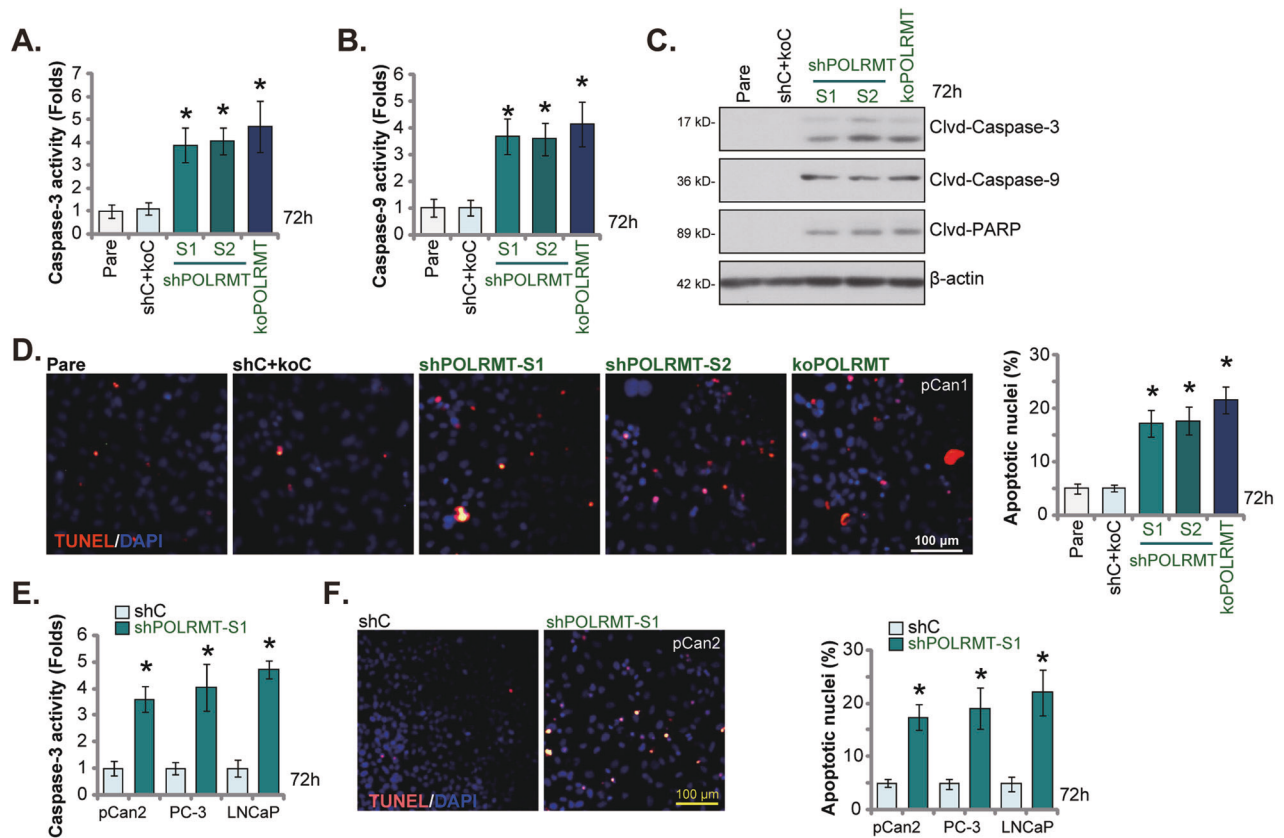 A.
Caspase-3 activity (Folds)
7
6
5
4
3
2
1
0
*
*
*
72h
Pare
shC+koC
S1
S2
shPOLRMT
koPOLRMT
B.
Caspase-9 activity (Folds)
6
5
4
3
2
1
0
*
*
*
72h
Pare
shC+koC
S1
S2
shPOLRMT
koPOLRMT
C.
Pare
shC+koC
shPOLRMT
S1
S2
koPOLRMT
72h
17 kD-
Clvd-Caspase-3
36 kD-
Clvd-Caspase-9
89 kD-
Clvd-PARP
42 kD-
β-actin
D.
Pare
shC+koC
shPOLRMT-S1
shPOLRMT-S2
koPOLRMT
pCan1
TUNEL/DAPI
100 µm
Apoptotic nuclei (%)
30
20
10
0
*
*
*
72h
Pare
shC+koC
S1
S2
shPOLRMT
koPOLRMT
E.
shC
shPOLRMT-S1
Caspase-3 activity (Folds)
6
5
4
3
2
1
0
*
*
*
72h
pCan2
PC-3
LNCaP
F.
shC
shPOLRMT-S1
pCan2
TUNEL/DAPI
100 µm
shC
shPOLRMT-S1
Apoptotic nuclei (%)
30
20
10
0
*
*
*
72h
pCan2
PC-3
LNCaP